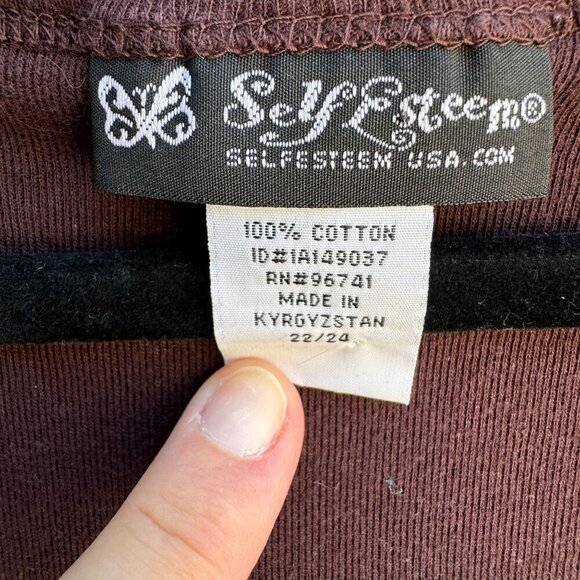 Self Esteem®
SELFESTEEM USA.COM
100% COTTON
ID#1A149037
RN#96741
MADE IN
KYRGYZSTAN
22/24